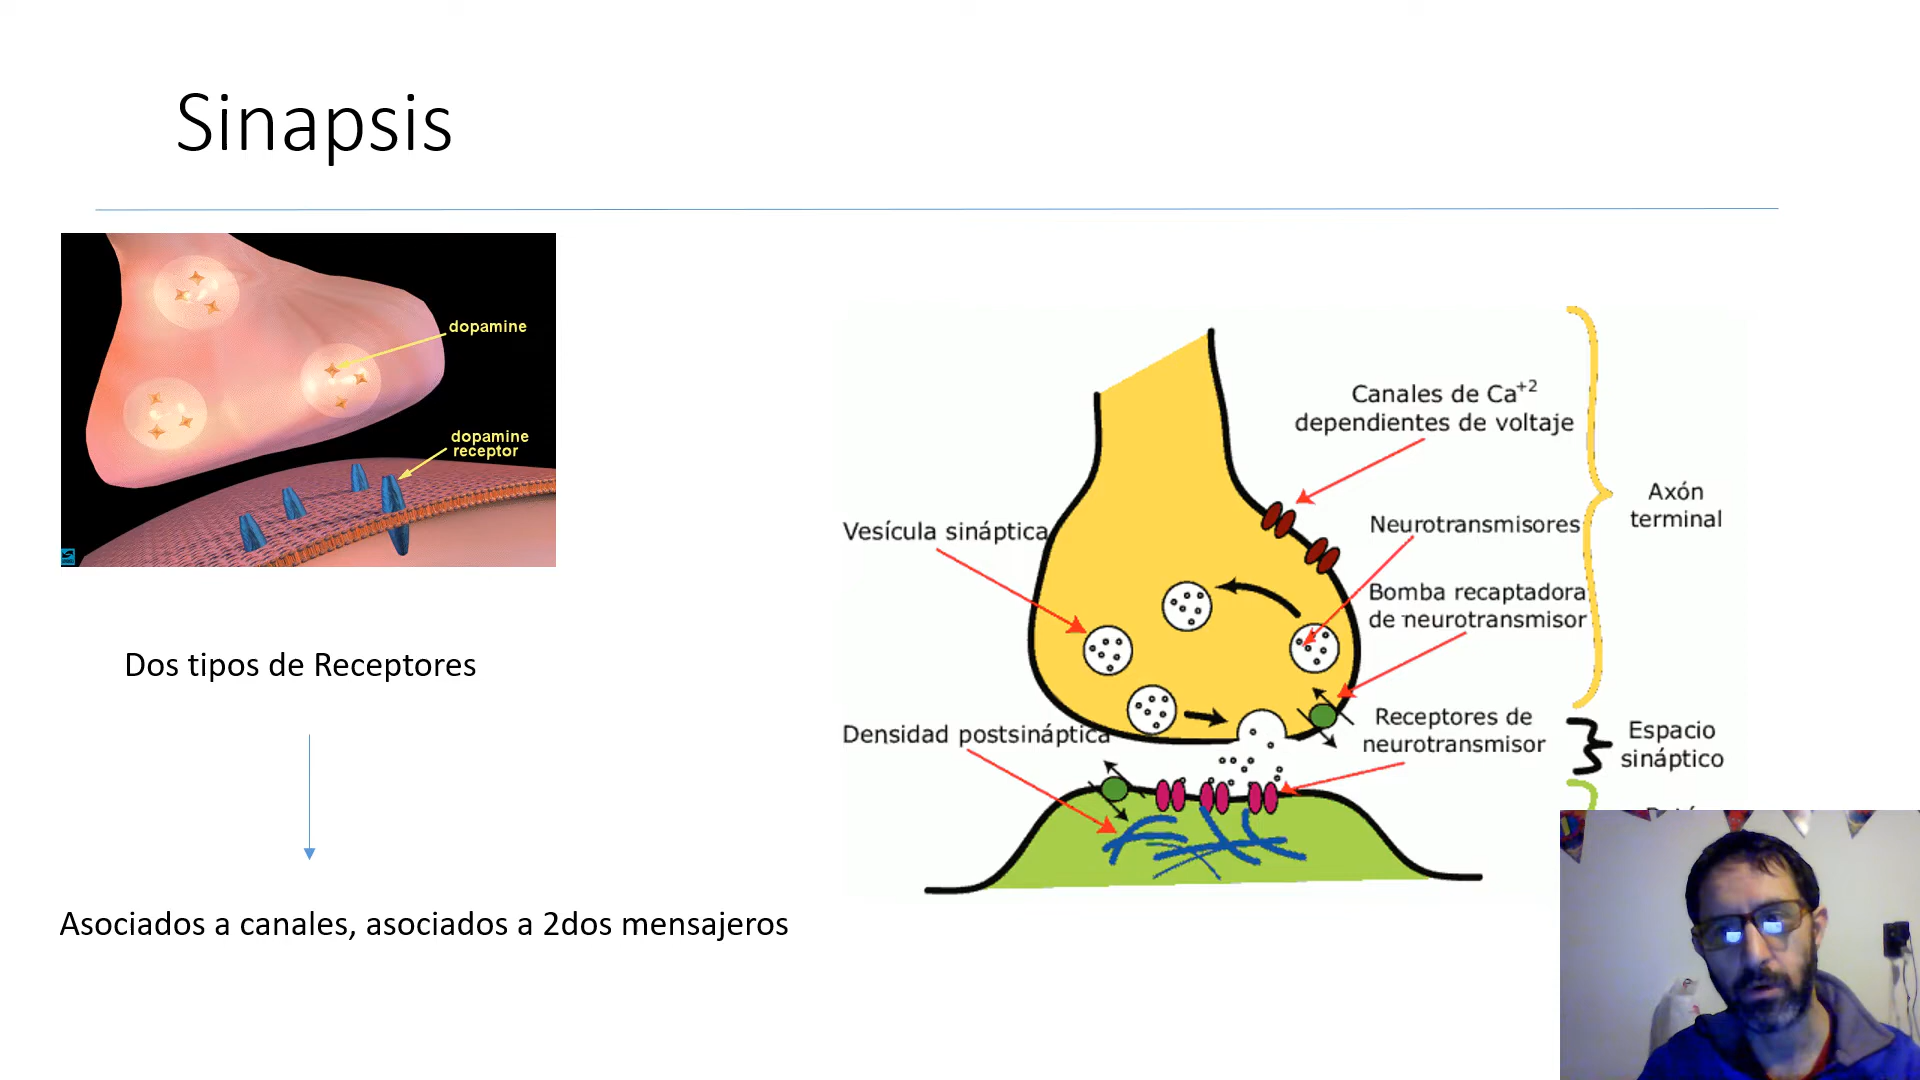 Sinapsis
dopamine
dopamine
receptor
Dos tipos de Receptores
Asociados a canales, asociados a 2dos mensajeros
Canales de Ca+2
dependientes de voltaje
Vesícula sináptica
Neurotransmisores
Bomba recaptadora
de neurotransmisor
Densidad postsináptica
Receptores de
neurotransmisor
Axón
terminal
Espacio
sináptico